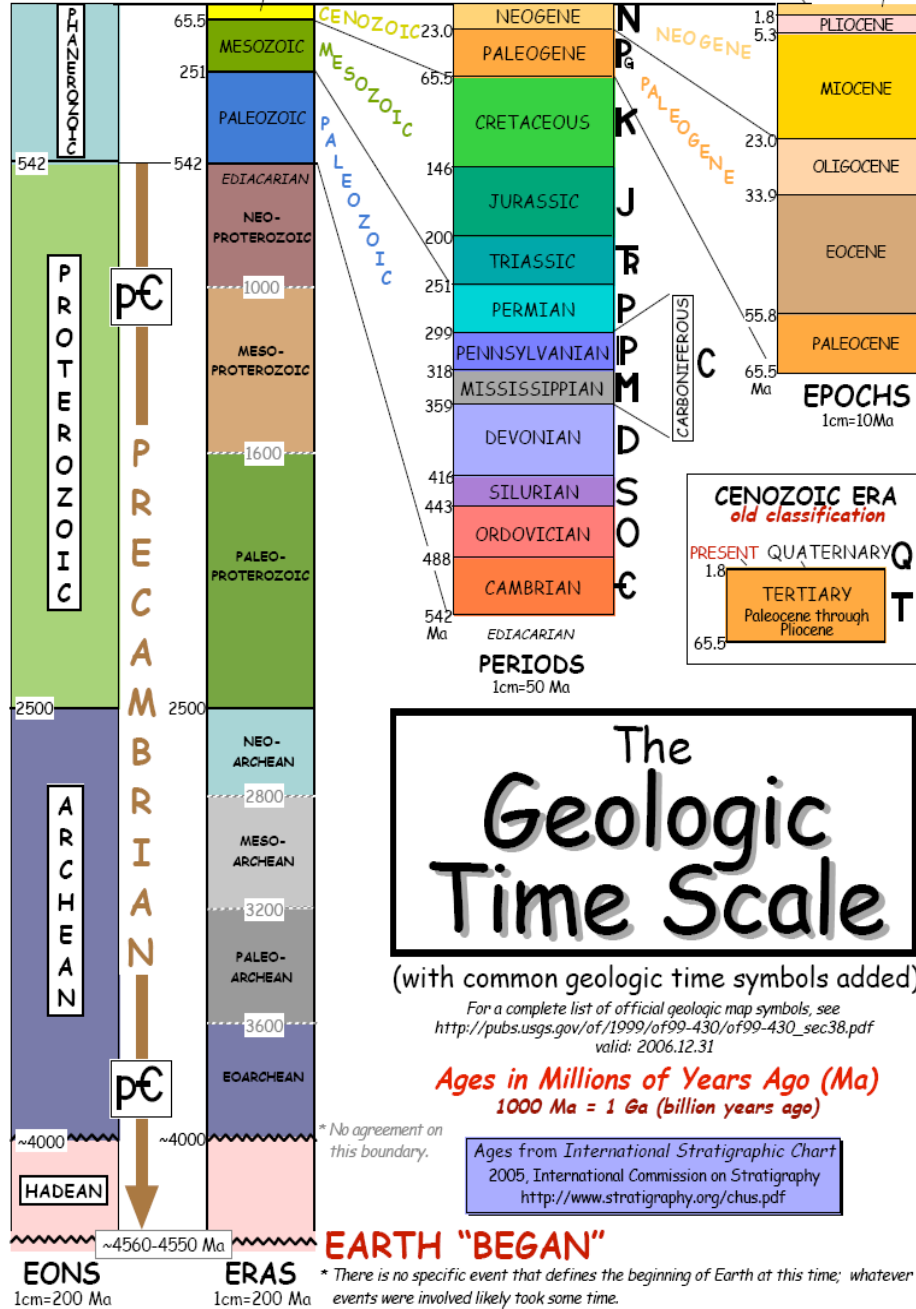 PHANEROZOIC
65.5
MESOZOIC
251
PALEOZOIC
542
542
CENOZOIC
MESOZOIC
PALEOZOIC
EDIACARIAN
NEO-
PROTEROZOIC
1000
MESO-
PROTEROZOIC
1600
PALEO-
PROTEROZOIC
2500
2500
NEO-
ARCHEAN
2800
MESO-
ARCHEAN
3200
PALEO-
ARCHEAN
3600
EOARCHEAN
~4000
~4000
PROTEROZOIC
ARCHEAN
HADEAN
p-Є
PRECAMBRIAN
p-Є
~4560-4550 Ma
EONS
1cm=200 Ma
ERAS
1cm=200 Ma
NEOGENE N
23.0
PALEOGENE PG
65.5
CRETACEOUS K
146
JURASSIC J
200
TRIASSIC TR
251
PERMIAN P
299
PENNSYLVANIAN IP
318
MISSISSIPPIAN M
359
CARBONIFEROUS C
DEVONIAN D
416
SILURIAN S
443
ORDOVICIAN O
488
CAMBRIAN Є
542
Ma
EDIACARIAN
PERIODS
1cm=50 Ma
NEOGENE
PALEOGENE
1.8
PLIOCENE
5.3
MIOCENE
23.0
OLIGOCENE
33.9
EOCENE
55.8
PALEOCENE
65.5
Ma
EPOCHS
1cm=10Ma
CENOZOIC ERA
old classification
PRESENT QUATERNARY Q
1.8
TERTIARY T
Paleocene through
Pliocene
65.5
The
Geologic
Time Scale
(with common geologic time symbols added)
For a complete list of official geologic map symbols, see
http://pubs.usgs.gov/of/1999/of99-430/of99-430_sec38.pdf
valid: 2006.12.31
Ages in Millions of Years Ago (Ma)
1000 Ma = 1 Ga (billion years ago)
* No agreement on
this boundary.
Ages from International Stratigraphic Chart
2005, International Commission on Stratigraphy
http://www.stratigraphy.org/chus.pdf
EARTH “BEGAN”
* There is no specific event that defines the beginning of Earth at this time; whatever
events were involved likely took some time.